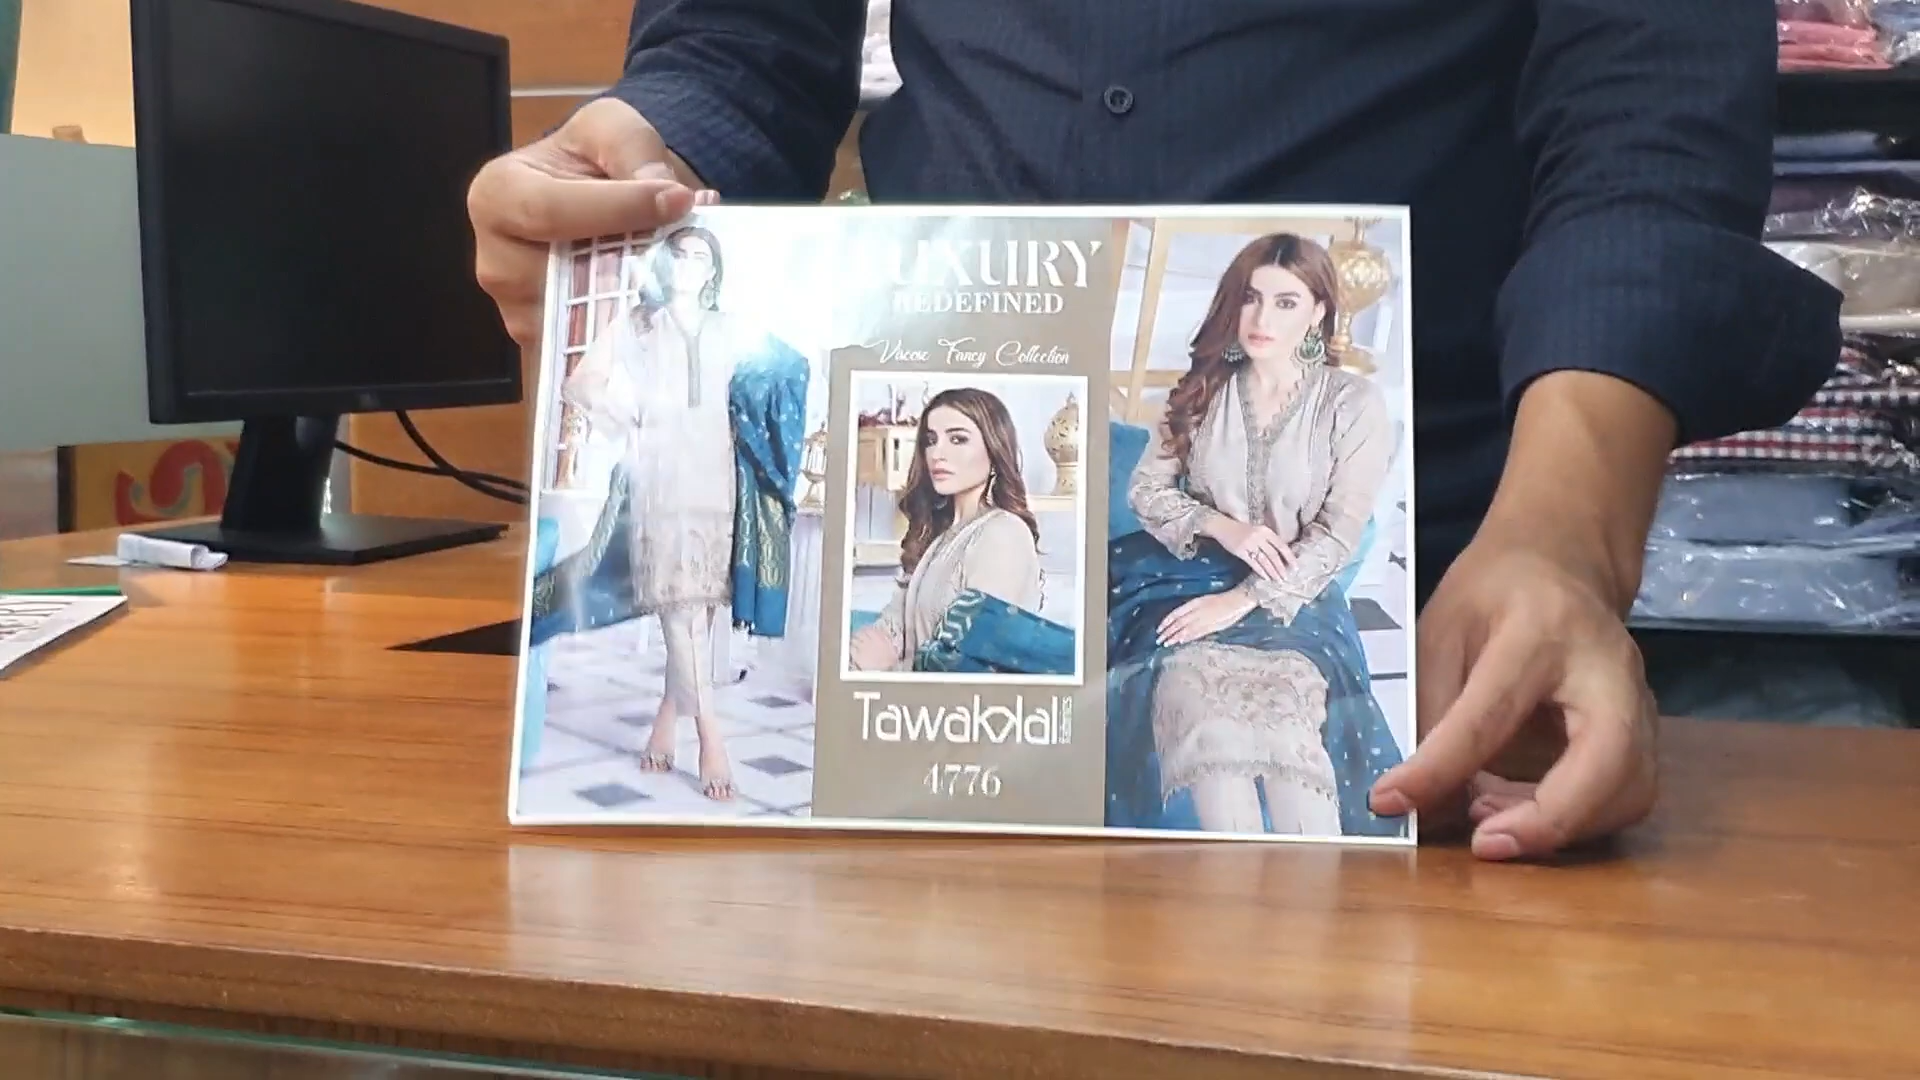 LUXURY
REDEFINED
Viscose Fancy Collection
Tawakkal
4776